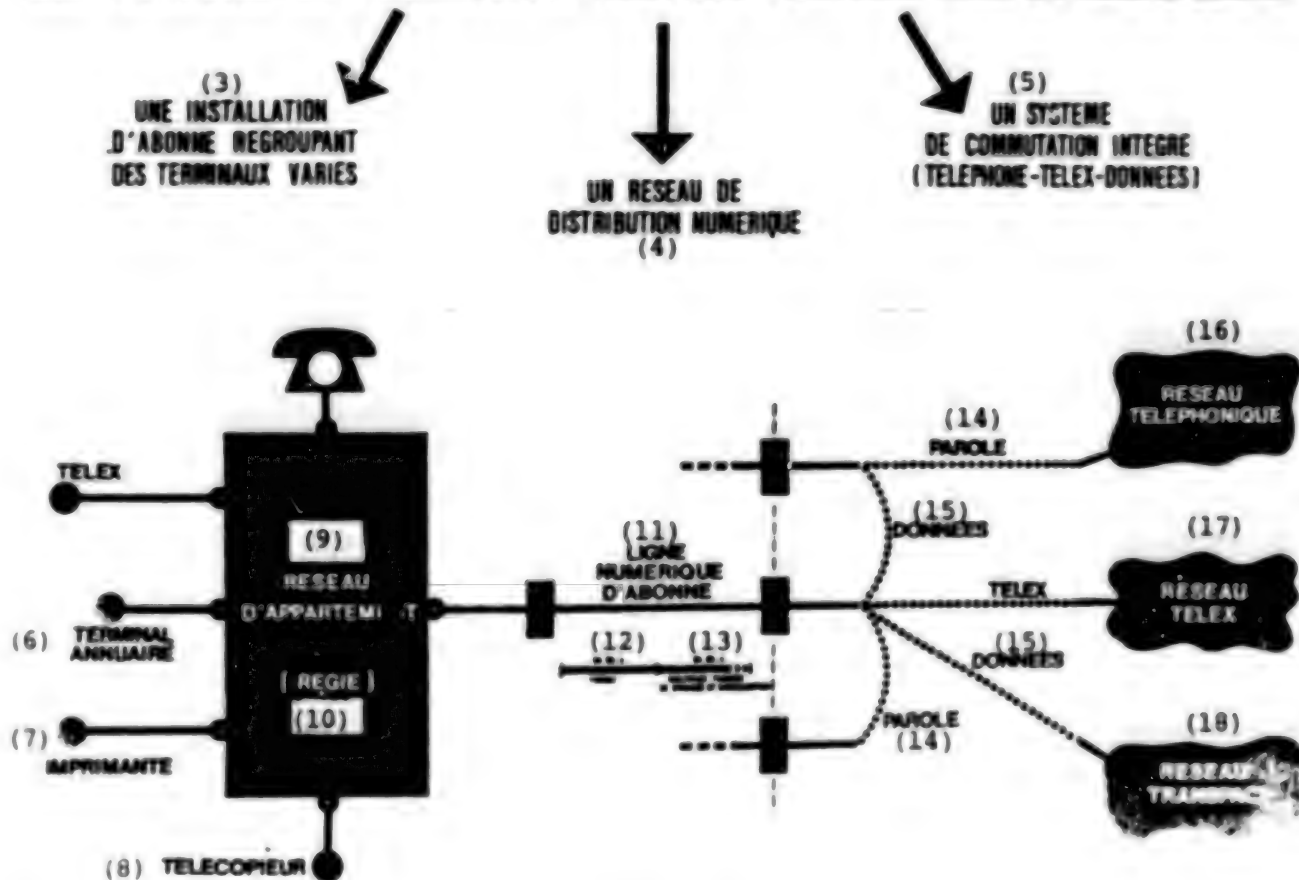 (3)
UNE INSTALLATION
D'ABONNE REGROUPANT
DES TERMINAUX VARIES
UN RESEAU DE
DISTRIBUTION NUMERIQUE
(4)
(5)
UN SYSTEME
DE COMMUTATION INTEGRE
(TELEPHONE-TELEX-DONNEES)
TELEX
(6) TERMINAL
ANNUAIRE
(7)
IMPRIMANTE
(8) TELECOPIEUR
(9)
RESEAU
[ REGIE ]
(10)
(11)
LIGNE
NUMERIQUE
D'ABONNE
(12) (13)
(14)
PAROLE
(15)
DONNÉES
TELEX
(15)
DONNÉES
PAROLE
(14)
(16)
RESEAU
TELEPHONIQUE
(17)
RESEAU
TELEX
(18)
RESEAU